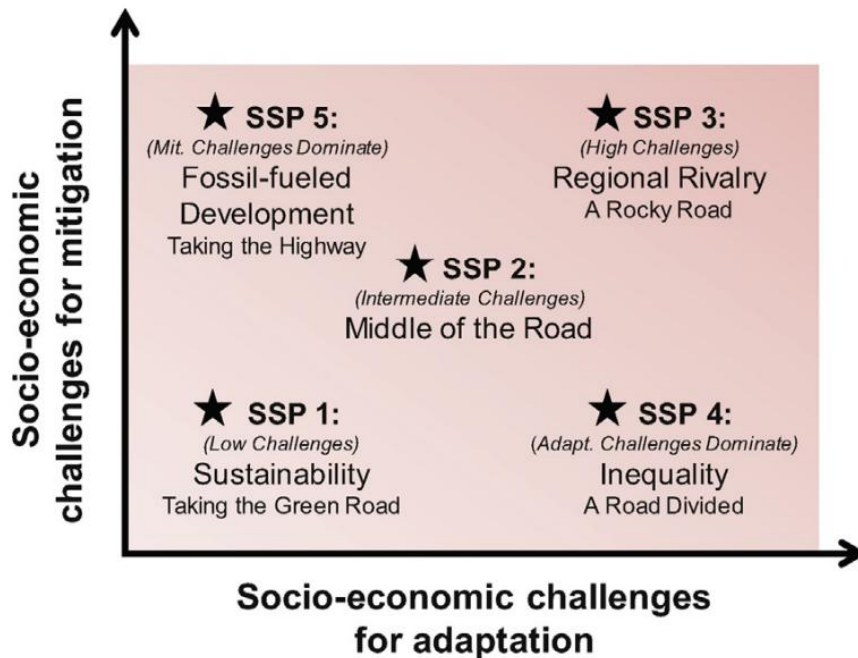 Socio-economic
challenges for mitigation
★ SSP 5:
(Mit. Challenges Dominate)
Fossil-fueled
Development
Taking the Highway
★ SSP 3:
(High Challenges)
Regional Rivalry
A Rocky Road
★ SSP 2:
(Intermediate Challenges)
Middle of the Road
★ SSP 1:
(Low Challenges)
Sustainability
Taking the Green Road
★ SSP 4:
(Adapt. Challenges Dominate)
Inequality
A Road Divided
Socio-economic challenges
for adaptation